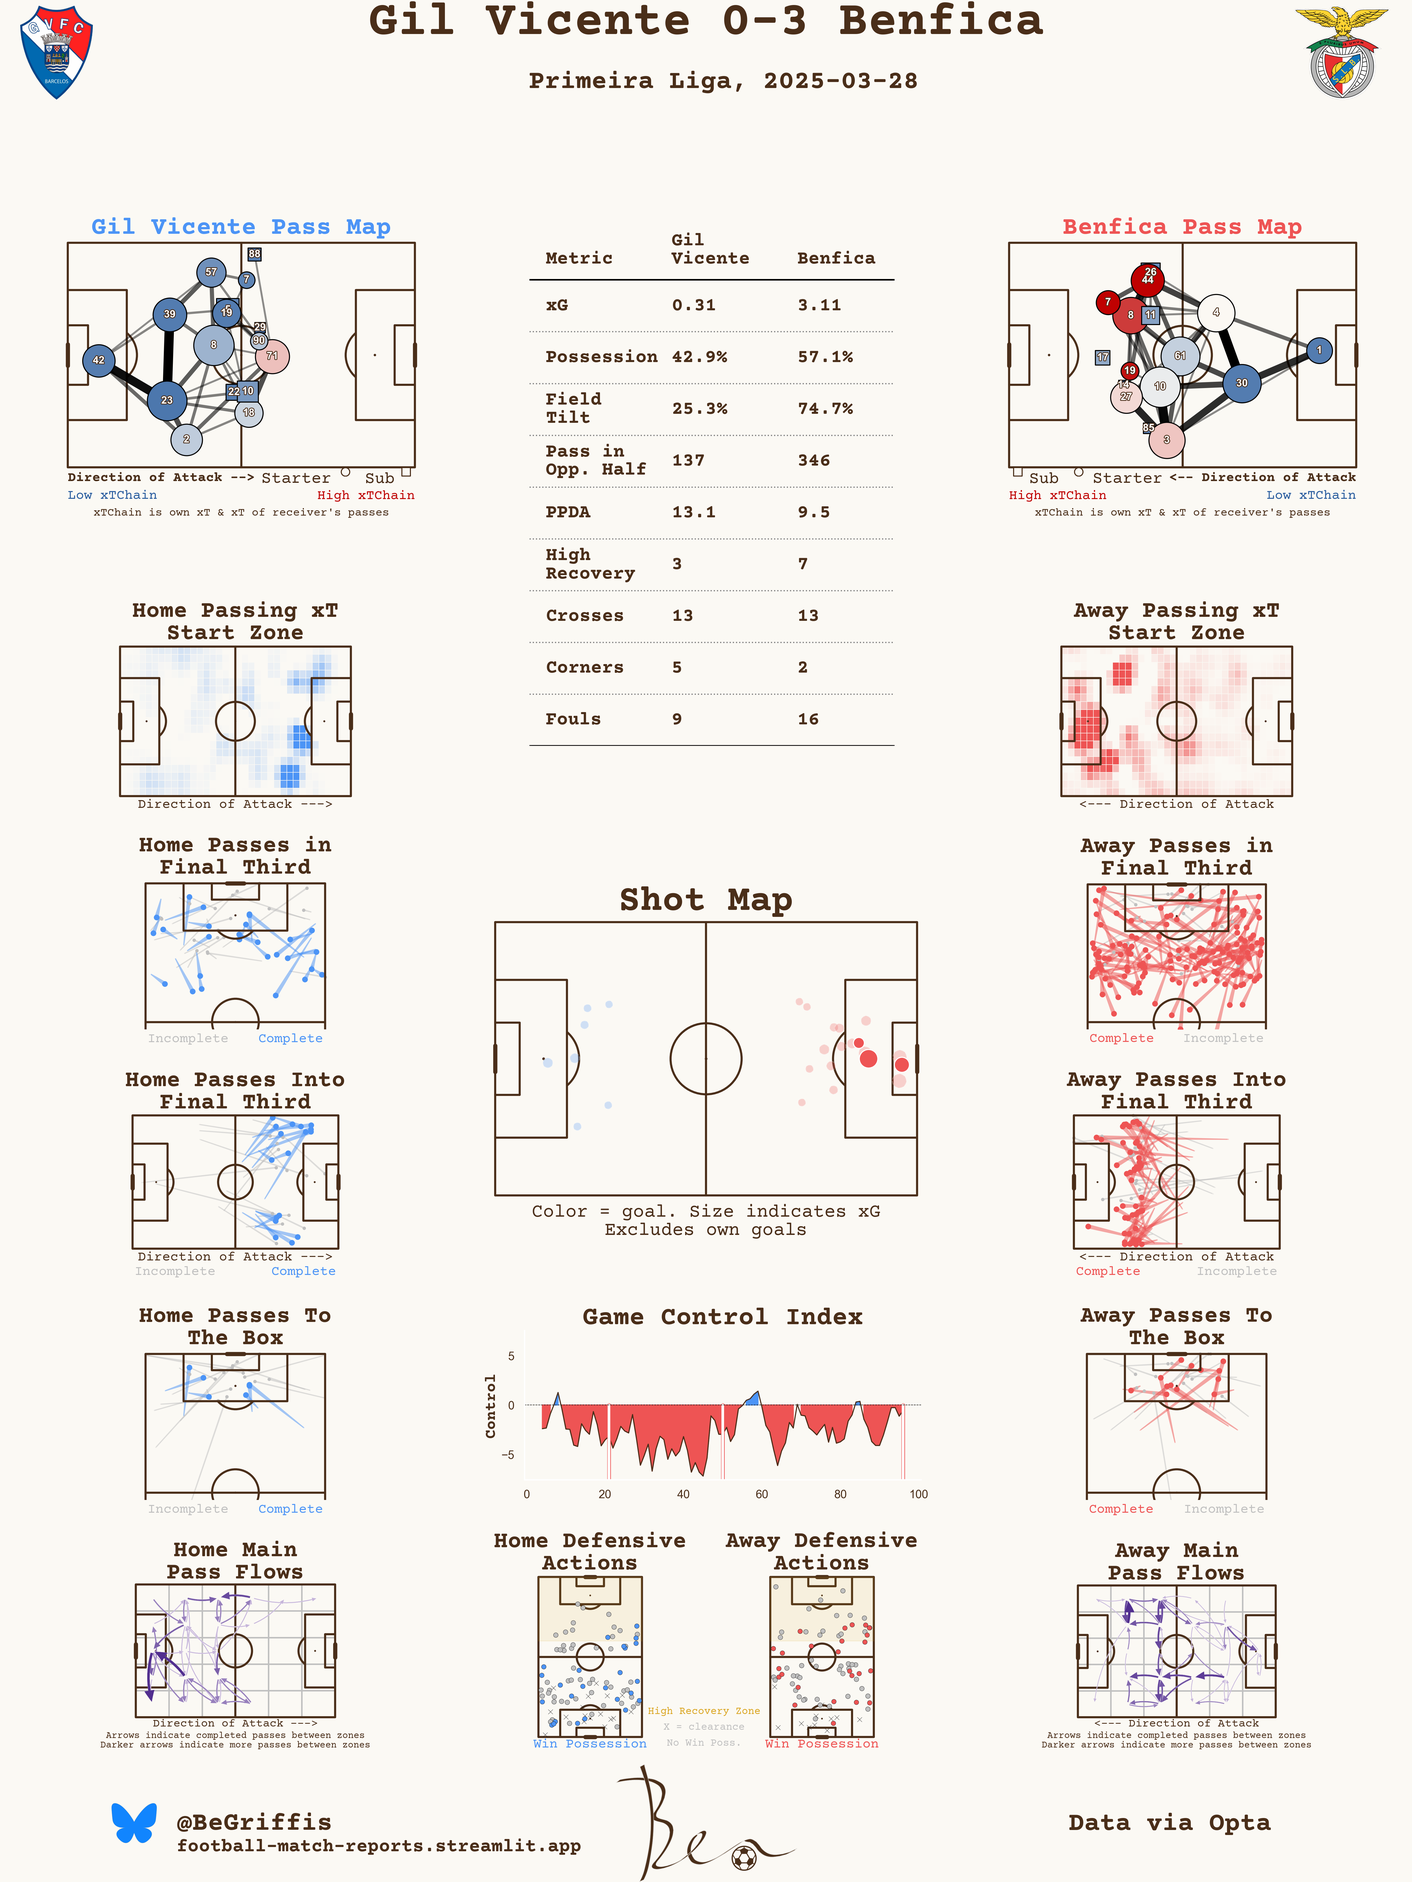 Gil Vicente 0-3 Benfica
Primeira Liga, 2025-03-28
GVFC
BARCELOS
Gil Vicente Pass Map
88
57
7
39
19
8
29
90
42
71
23
22
10
18
2
Direction of Attack --> Starter Sub
Low xTChain High xTChain
xTChain is own xT & xT of receiver's passes
Metric Gil Vicente Benfica
xG 0.31 3.11
Possession 42.9% 57.1%
Field Tilt 25.3% 74.7%
Pass in Opp. Half 137 346
PPDA 13.1 9.5
High Recovery 3 7
Crosses 13 13
Corners 5 2
Fouls 9 16
Benfica Pass Map
26
44
7
8
11
4
17
61
1
19
14
10
30
27
85
3
Sub Starter <-- Direction of Attack
High xTChain Low xTChain
xTChain is own xT & xT of receiver's passes
Home Passing xT
Start Zone
Direction of Attack --->
Away Passing xT
Start Zone
<--- Direction of Attack
Home Passes in
Final Third
Incomplete Complete
Shot Map
Color = goal. Size indicates xG
Excludes own goals
Away Passes in
Final Third
Complete Incomplete
Home Passes Into
Final Third
Direction of Attack --->
Incomplete Complete
Away Passes Into
Final Third
<--- Direction of Attack
Complete Incomplete
Home Passes To
The Box
Incomplete Complete
Game Control Index
Control
5
0
−5
0 20 40 60 80 100
Away Passes To
The Box
Complete Incomplete
Home Main
Pass Flows
Direction of Attack --->
Arrows indicate completed passes between zones
Darker arrows indicate more passes between zones
Home Defensive
Actions
Win Possession
High Recovery Zone
X = clearance
No Win Poss.
Away Defensive
Actions
Win Possession
Away Main
Pass Flows
<--- Direction of Attack
Arrows indicate completed passes between zones
Darker arrows indicate more passes between zones
@BeGriffis
football-match-reports.streamlit.app
Ben
Data via Opta